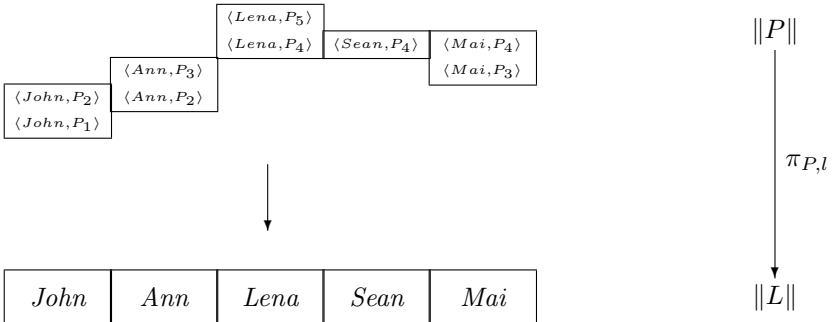 ⟨Lena,P₅⟩
⟨Lena,P₄⟩ ⟨Sean,P₄⟩ ⟨Mai,P₄⟩ ‖P‖
⟨Ann,P₃⟩ ⟨Mai,P₃⟩
⟨John,P₂⟩ ⟨Ann,P₂⟩
⟨John,P₁⟩
π_{P,l}
John Ann Lena Sean Mai ‖L‖